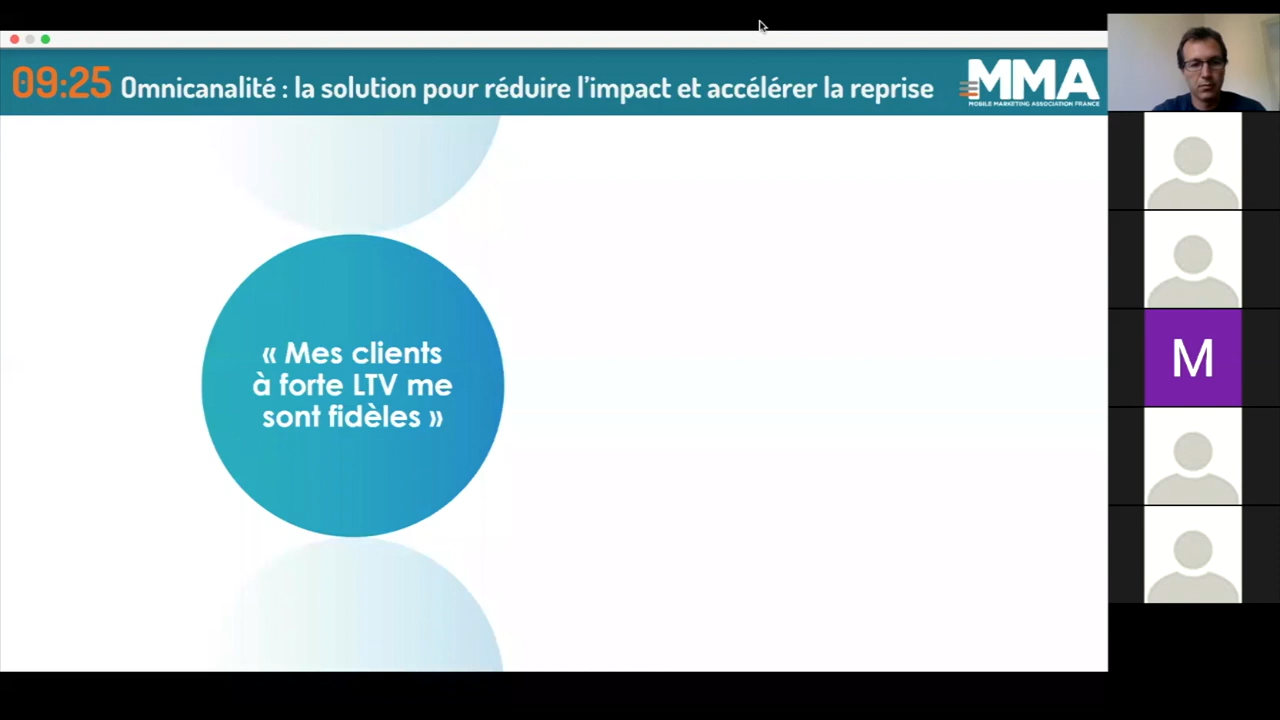 09:25 Omnicanalité : la solution pour réduire l'impact et accélérer la reprise
MMA
MOBILE MARKETING ASSOCIATION FRANCE
« Mes clients
à forte LTV me
sont fidèles »
M